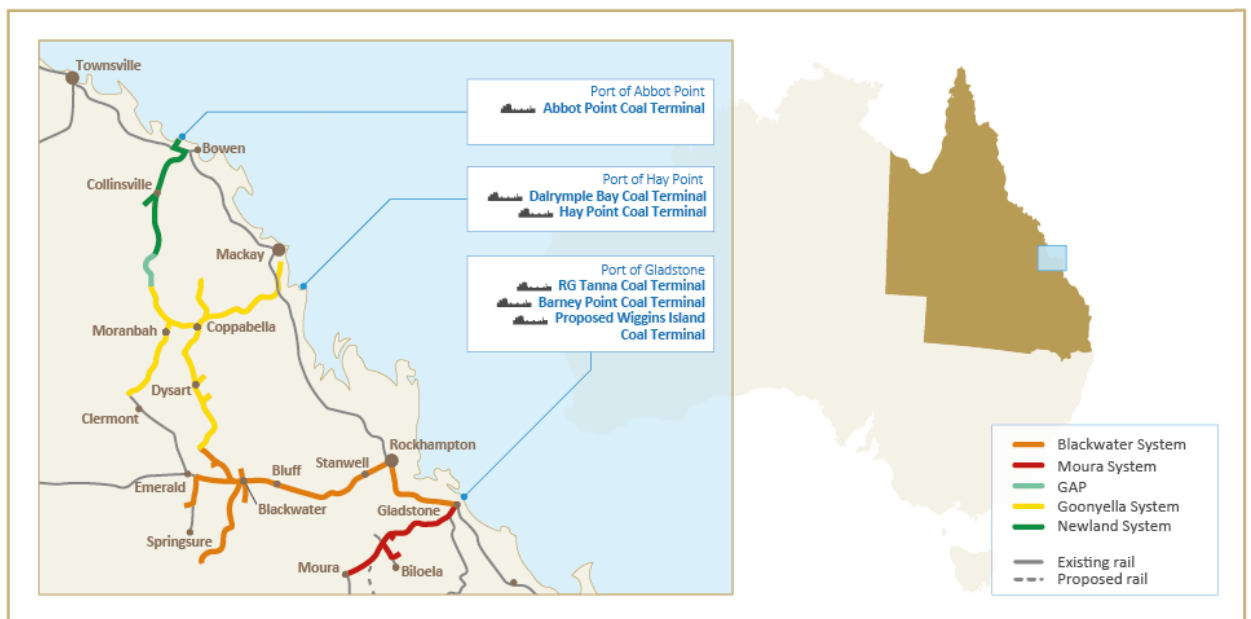 Townsville
Port of Abbot Point
Abbot Point Coal Terminal
Bowen
Collinsville
Port of Hay Point
Dalrymple Bay Coal Terminal
Hay Point Coal Terminal
Mackay
Port of Gladstone
RG Tanna Coal Terminal
Barney Point Coal Terminal
Proposed Wiggins Island
Coal Terminal
Moranbah
Coppabella
Dysart
Clermont
Rockhampton
Stanwell
Bluff
Emerald
Blackwater
Gladstone
Springsure
Moura
Biloela
Blackwater System
Moura System
GAP
Goonyella System
Newland System
Existing rail
Proposed rail